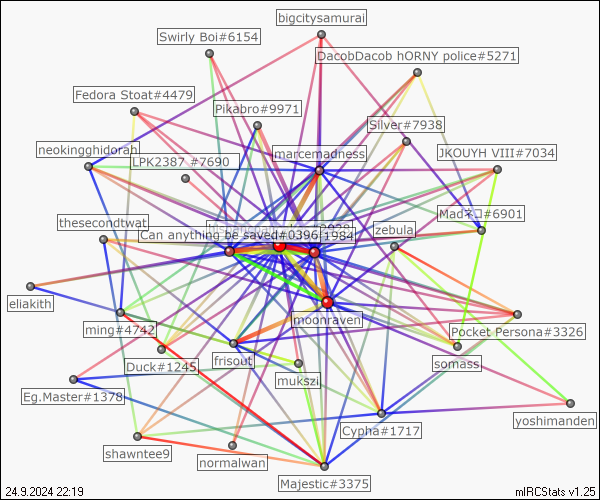 bigcitysamurai
Swirly Boi#6154
DacobDacob hORNY police#5271
Fedora Stoat#4479
Pikabro#9971
Silver#7938
neokingghidorah
LPK2387 #7690
marcemadness
JKOUYH VIII#7034
thesecondtwat
Mad#6901
Can anything be saved#0396
1984
zebula
eliakith
ming#4742
moonraven
Pocket Persona#3326
Duck#1245
frisout
somass
mukszi
Eg.Master#1378
yoshimanden
Cypha#1717
shawntee9
normalwan
Majestic#3375
24.9.2024 22:19
mIRCStats v1.25